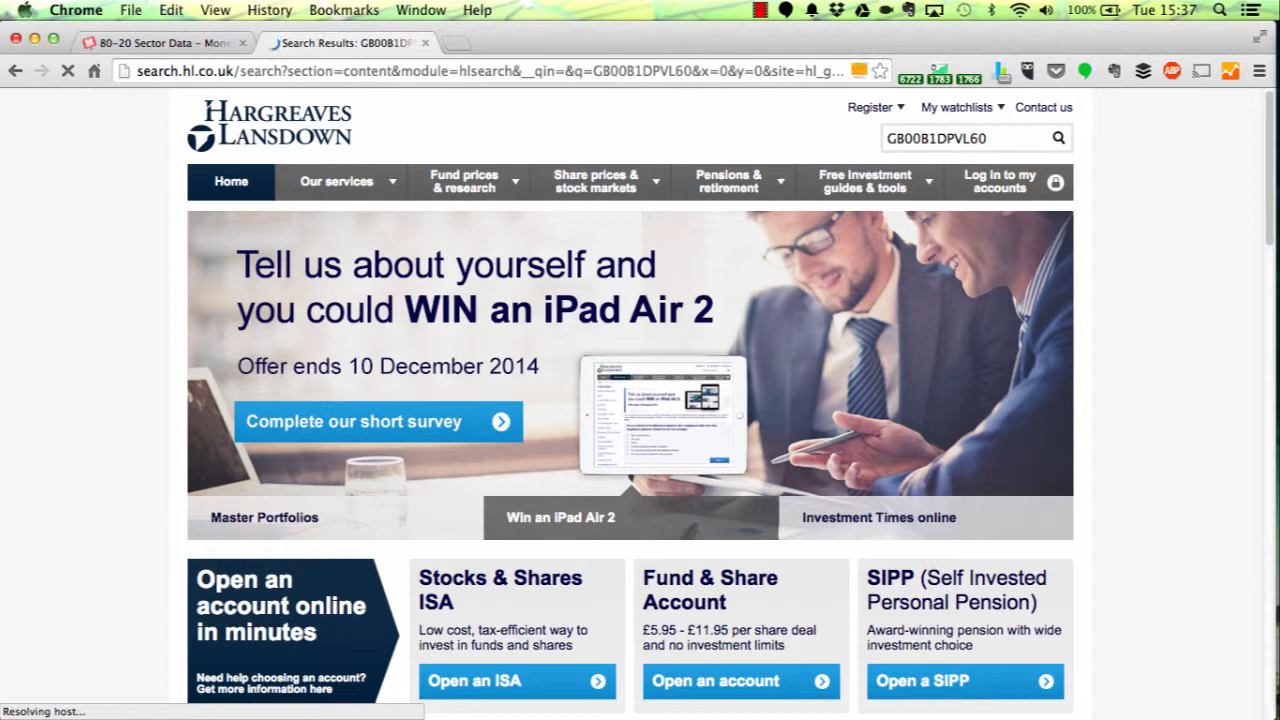 Chrome File Edit View History Bookmarks Window Help 100% Tue 15:37
80-20 Sector Data – Mone
Search Results: GB00B1DP
search.hl.co.uk/search?section=content&module=hlsearch&__qin=&q=GB00B1DPVL60&x=0&y=0&site=hl_g...
6722 1783 1766
HARGREAVES
LANSDOWN
Register My watchlists Contact us
GB00B1DPVL60
Home
Our services
Fund prices
& research
Share prices &
stock markets
Pensions &
retirement
Free Investment
guides & tools
Log in to my
accounts
Tell us about yourself and
you could WIN an iPad Air 2
Offer ends 10 December 2014
Complete our short survey
Master Portfolios
Win an iPad Air 2
Investment Times online
Open an
account online
in minutes
Need help choosing an account?
Get more information here
Stocks & Shares
ISA
Low cost, tax-efficient way to
invest in funds and shares
Open an ISA
Fund & Share
Account
£5.95 - £11.95 per share deal
and no investment limits
Open an account
SIPP (Self Invested
Personal Pension)
Award-winning pension with wide
investment choice
Open a SIPP
Resolving host...